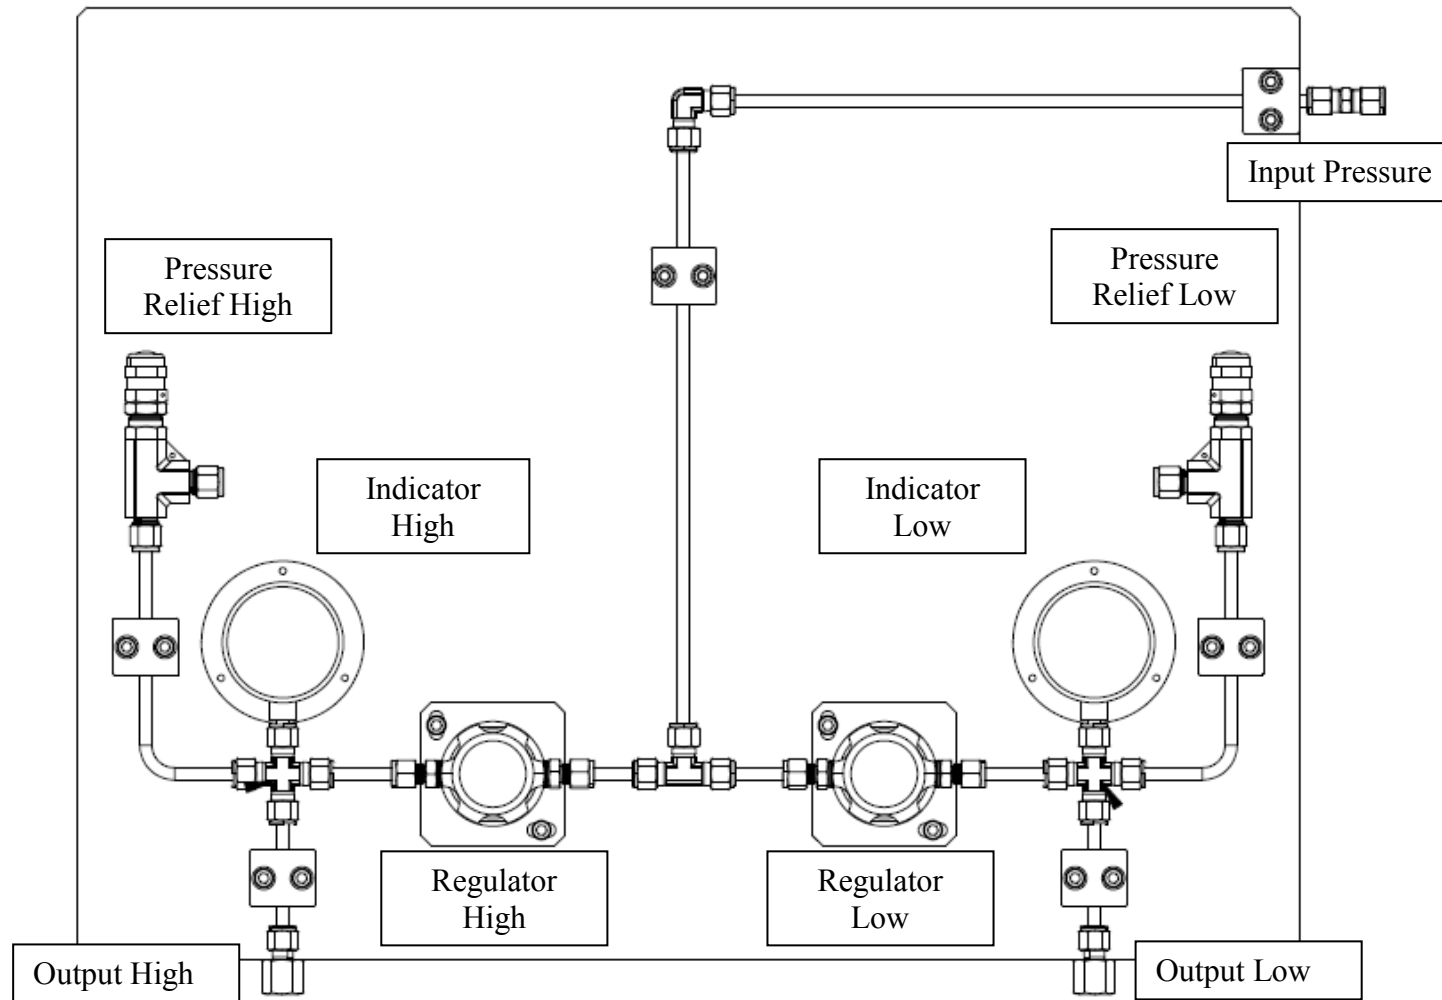 Input Pressure
Pressure
Relief High
Pressure
Relief Low
Indicator
High
Indicator
Low
Regulator
High
Regulator
Low
Output High
Output Low